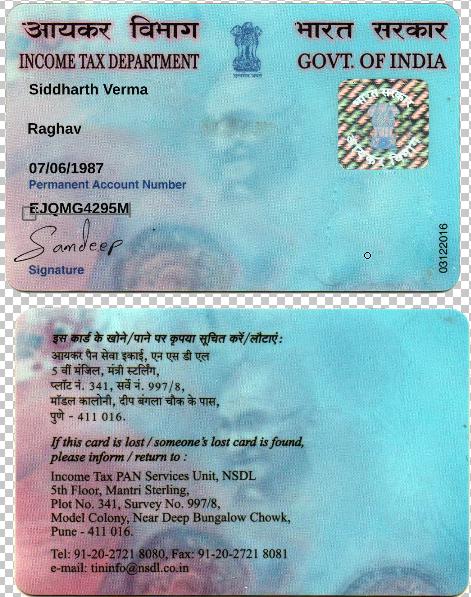 आयकर विभाग
भारत सरकार
INCOME TAX DEPARTMENT
GOVT. OF INDIA
Siddharth Verma
भारत सरकार
Raghav
07/06/1987
Permanent Account Number
EJQMG4295M
Samdeep
Signature
03122016
इस कार्ड के खोने/पाने पर कृपया सूचित करें/लौटाएं:
आयकर पैन सेवा इकाई, एन एस डी एल
5 वीं मंजिल, मंत्री स्टर्लिंग,
प्लॉट नं. 341, सर्वे नं. 997/8,
मॉडल कालोनी, दीप बंगला चौक के पास,
पुणे - 411 016.
If this card is lost / someone's lost card is found,
please inform / return to :
Income Tax PAN Services Unit, NSDL
5th Floor, Mantri Sterling,
Plot No. 341, Survey No. 997/8,
Model Colony, Near Deep Bungalow Chowk,
Pune - 411 016.
Tel: 91-20-2721 8080, Fax: 91-20-2721 8081
e-mail: tininfo@nsdl.co.in